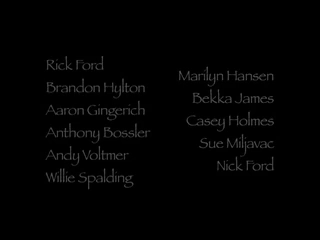 Rick Ford
Brandon Hylton
Aaron Gingerich
Anthony Bossler
Andy Voltmer
Willie Spalding
Marilyn Hansen
Bekka James
Casey Holmes
Sue Miljavac
Nick Ford